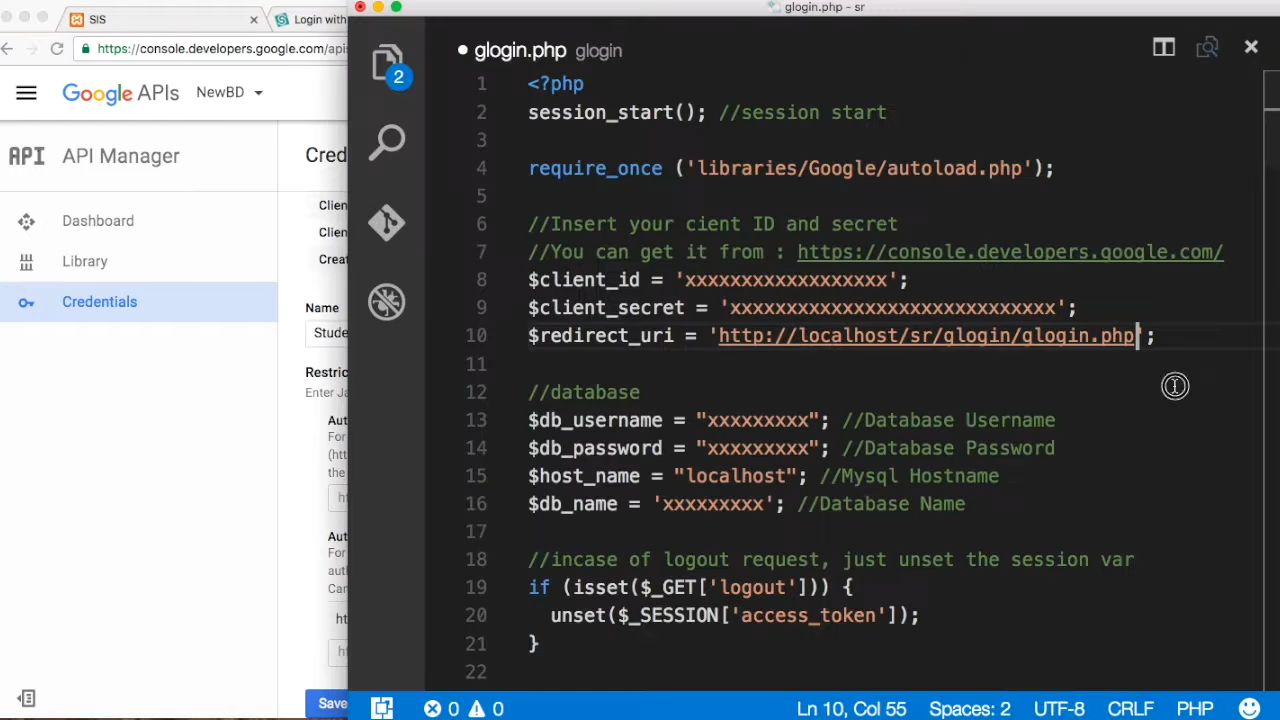 SIS
Login with
https://console.developers.google.com/apis
Google APIs
NewBD
API
API Manager
Dashboard
Library
Credentials
Cred
Clien
Clien
Creat
Name
Stude
Restric
Enter Ja
Aut
For
(htt
the
ht
Aut
For
aut
Can
ht
ht
Save
glogin.php - sr
2
glogin.php glogin
1 <?php
2 session_start(); //session start
3
4 require_once ('libraries/Google/autoload.php');
5
6 //Insert your cient ID and secret
7 //You can get it from : https://console.developers.google.com/
8 $client_id = 'xxxxxxxxxxxxxxxxxx';
9 $client_secret = 'xxxxxxxxxxxxxxxxxxxxxxxxxxxxx';
10 $redirect_uri = 'http://localhost/sr/glogin/glogin.php';
11
12 //database
13 $db_username = "xxxxxxxxx"; //Database Username
14 $db_password = "xxxxxxxxx"; //Database Password
15 $host_name = "localhost"; //Mysql Hostname
16 $db_name = 'xxxxxxxxx'; //Database Name
17
18 //incase of logout request, just unset the session var
19 if (isset($_GET['logout'])) {
20 unset($_SESSION['access_token']);
21 }
22
0 0
Ln 10, Col 55 Spaces: 2 UTF-8 CRLF PHP